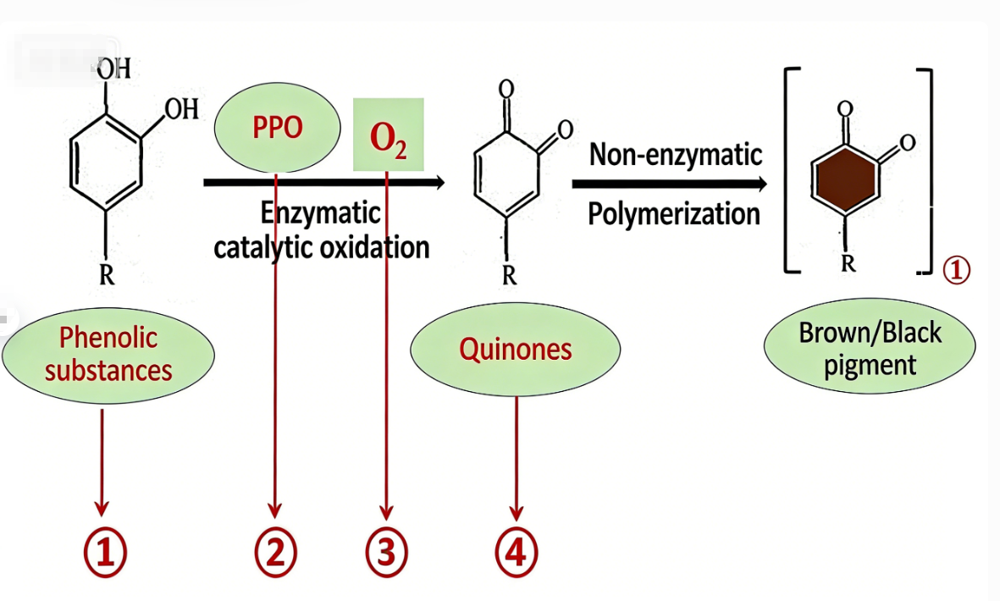 OH
OH
R
PPO
O₂
Enzymatic
catalytic oxidation
O
O
R
Non-enzymatic
Polymerization
O
O
R
①
Phenolic
substances
Quinones
Brown/Black
pigment
①
②
③
④